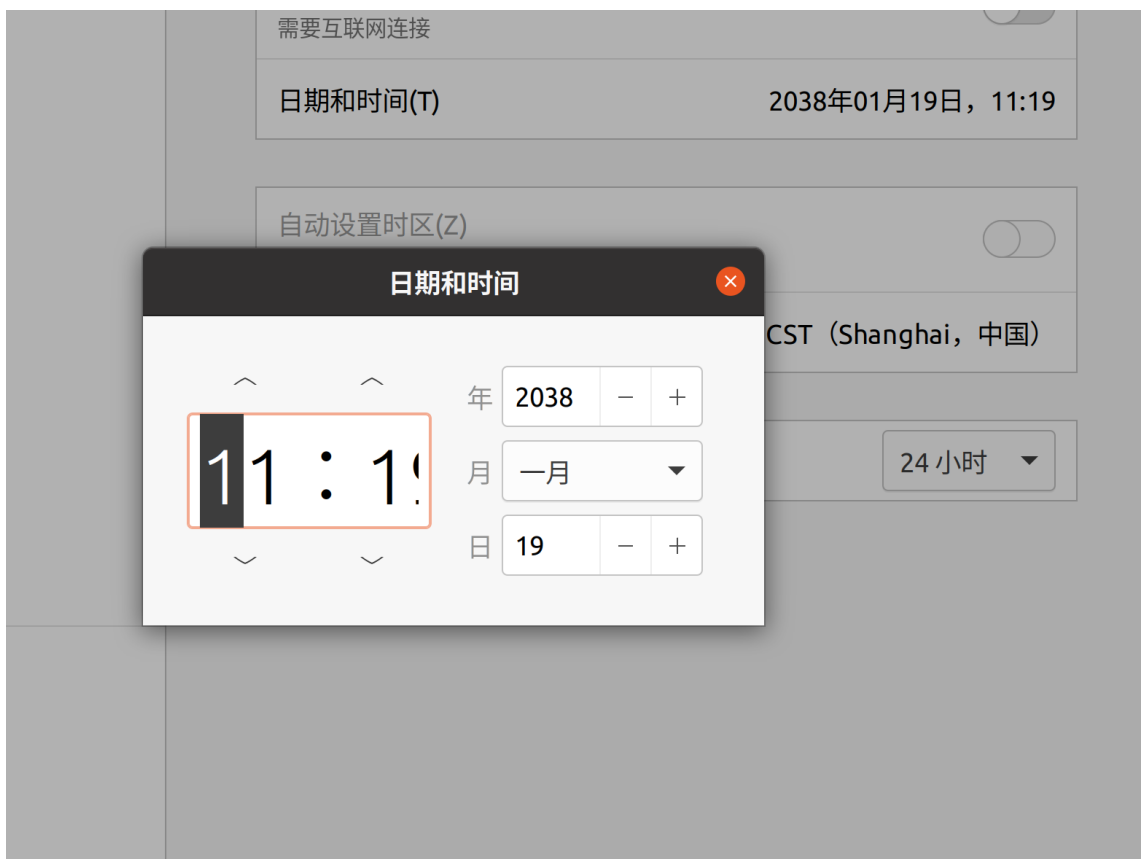 需要互联网连接
日期和时间(T) 2038年01月19日，11:19
自动设置时区(Z)
日期和时间
CST（Shanghai，中国）
年 2038 − +
11 : 19
月 一月
24 小时
日 19 − +